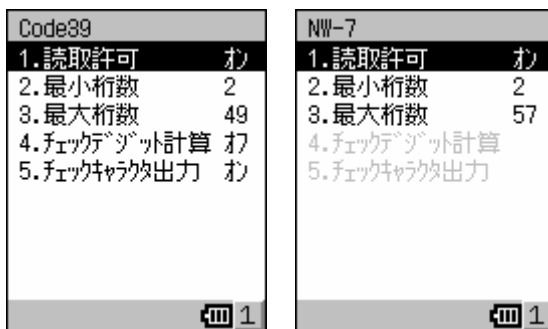 Code39
1.読取許可 オン
2.最小桁数 2
3.最大桁数 49
4.チェックデジット計算 オフ
5.チェックキャラクタ出力 オン
1
NW-7
1.読取許可 オン
2.最小桁数 2
3.最大桁数 57
4.チェックデジット計算
5.チェックキャラクタ出力
1